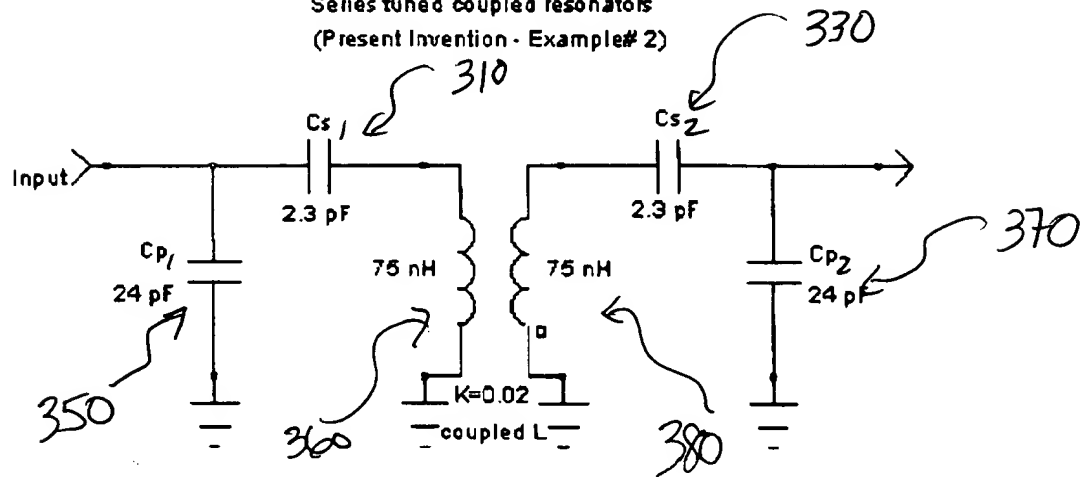 Series tuned coupled resonators
(Present Invention - Example# 2)
330
310
Cs1
Cs2
Input
2.3 pF
2.3 pF
370
Cp1
75 nH
75 nH
Cp2
24 pF
24 pF
350
K=0.02
360
coupled L
380